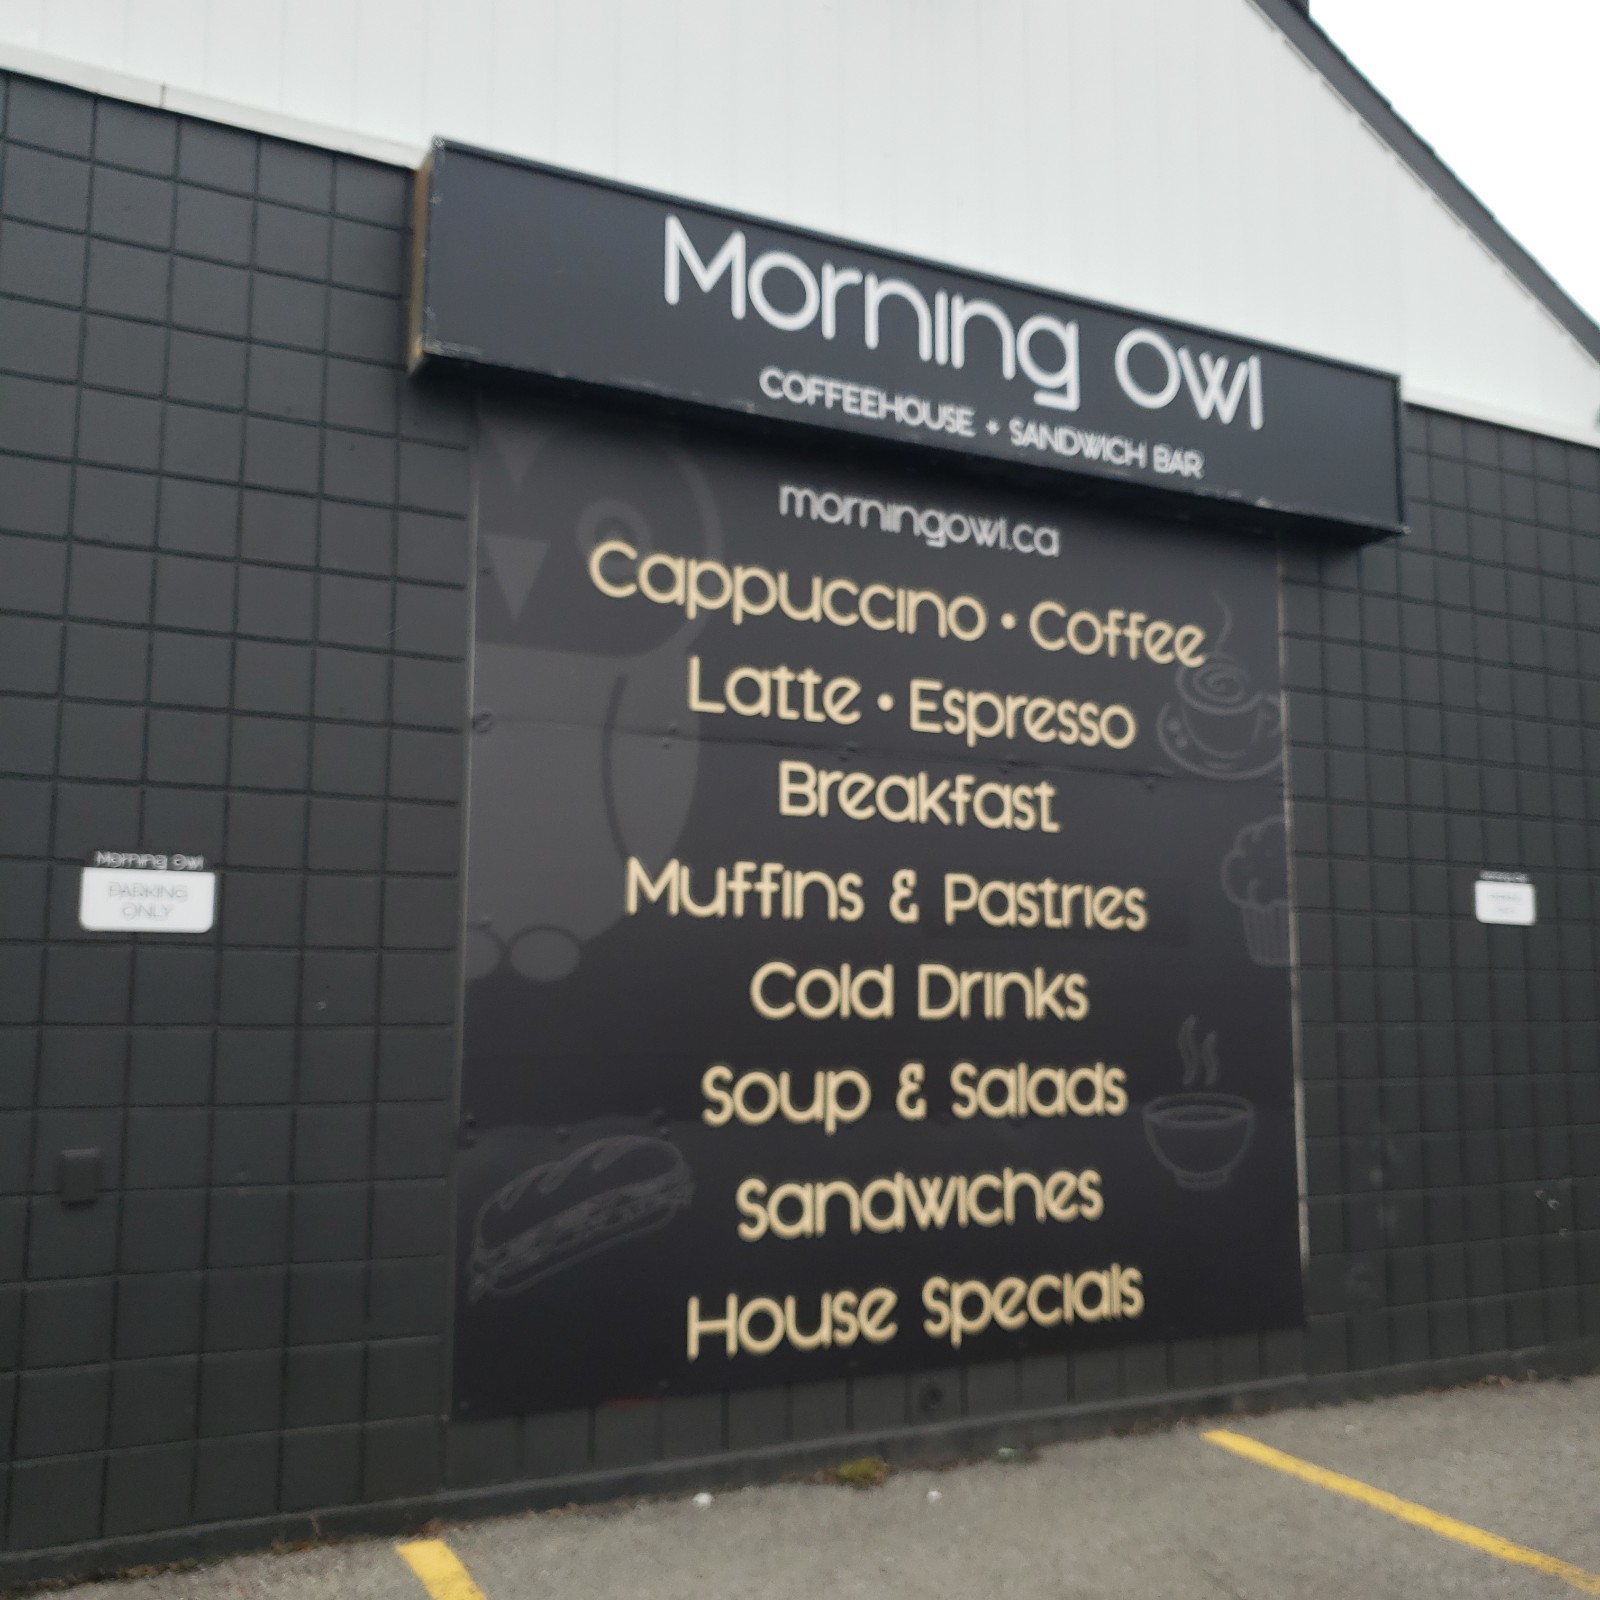 Morning Owl
COFFEEHOUSE + SANDWICH BAR
morningowl.ca
Cappuccino • Coffee
Latte • Espresso
Breakfast
Muffins & Pastries
Cold Drinks
Soup & Salads
Sandwiches
House Specials
Morning Owl
PARKING
ONLY